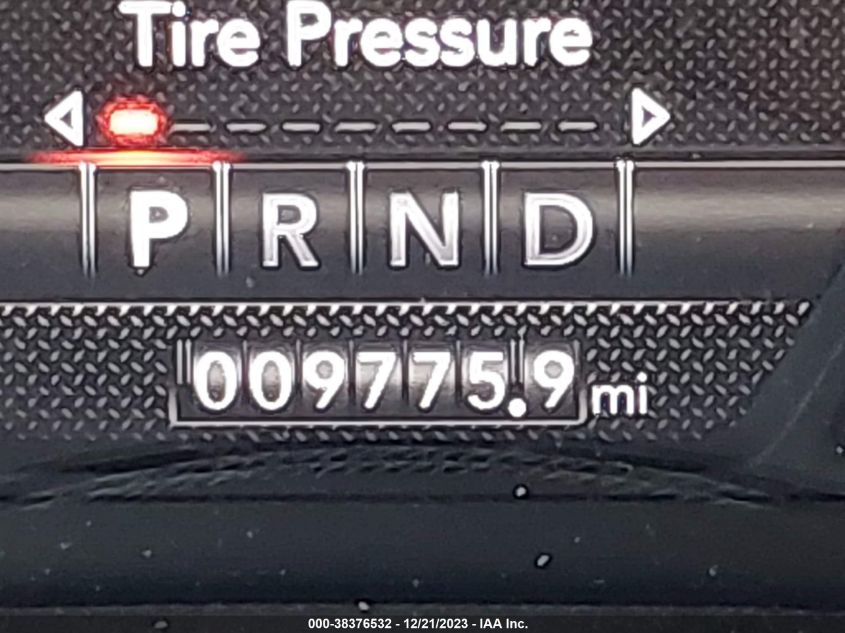 Tire Pressure
P R N D
009775.9 mi
000-38376532 - 12/21/2023 - IAA Inc.